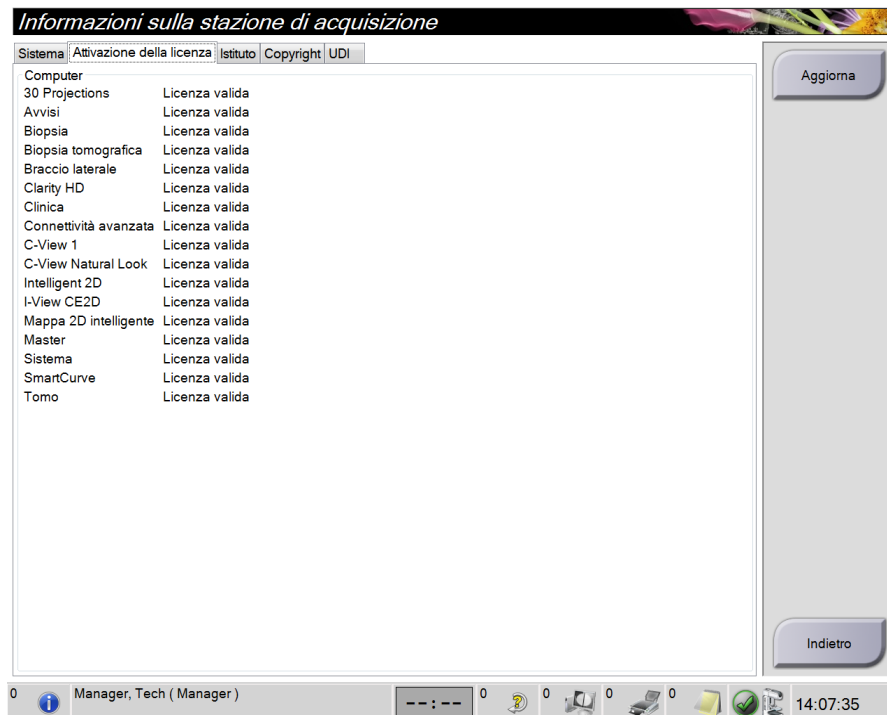 Informazioni sulla stazione di acquisizione
Sistema Attivazione della licenza Istituto Copyright UDI
Aggiorna
Computer
30 Projections Licenza valida
Avvisi Licenza valida
Biopsia Licenza valida
Biopsia tomografica Licenza valida
Braccio laterale Licenza valida
Clarity HD Licenza valida
Clinica Licenza valida
Connettività avanzata Licenza valida
C-View 1 Licenza valida
C-View Natural Look Licenza valida
Intelligent 2D Licenza valida
I-View CE2D Licenza valida
Mappa 2D intelligente Licenza valida
Master Licenza valida
Sistema Licenza valida
SmartCurve Licenza valida
Tomo Licenza valida
Indietro
0 Manager, Tech ( Manager ) --:-- 0 0 0 0 14:07:35